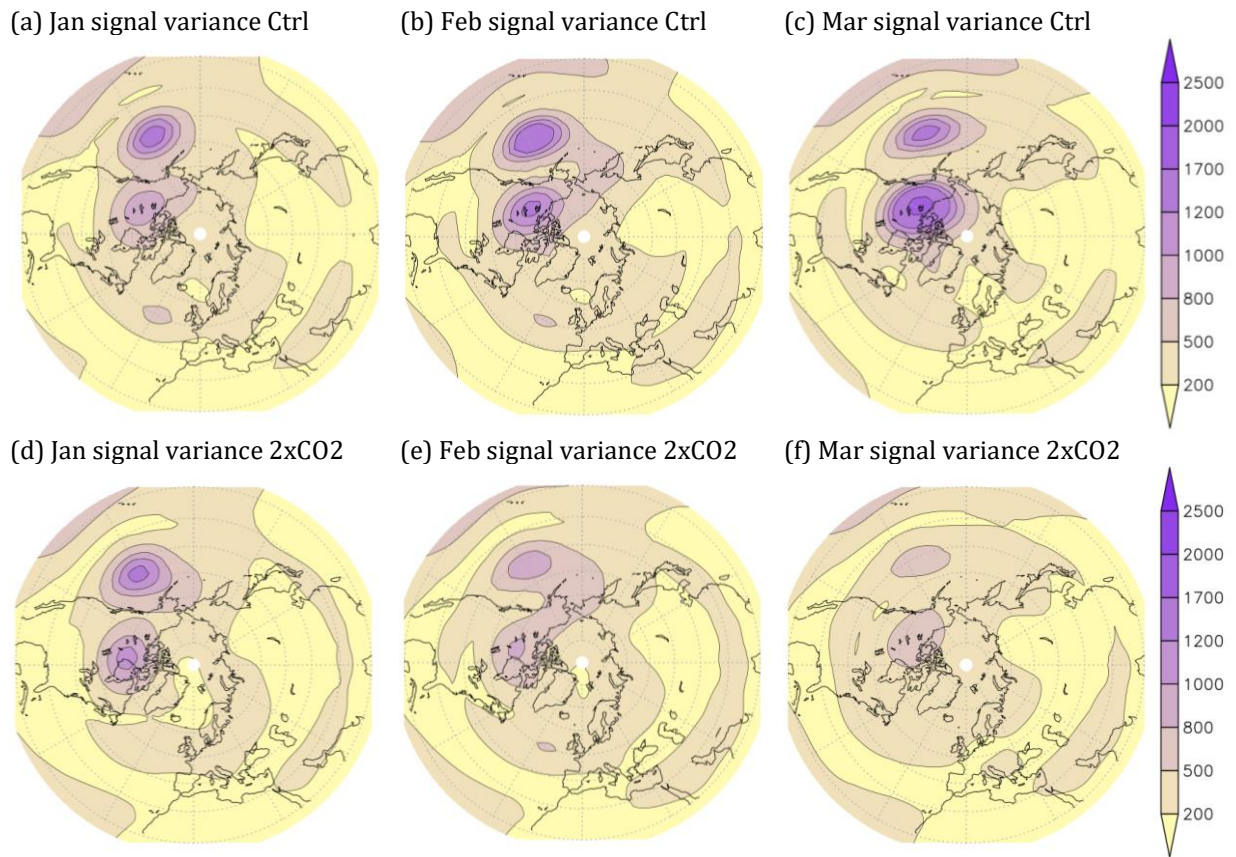 (a) Jan signal variance Ctrl
(b) Feb signal variance Ctrl
(c) Mar signal variance Ctrl
2500
2000
1700
1200
1000
800
2500
200
(d) Jan signal variance 2xCO2
(e) Feb signal variance 2xCO2
(f) Mar signal variance 2xCO2
2500
2000
1700
1200
1000
800
500
200